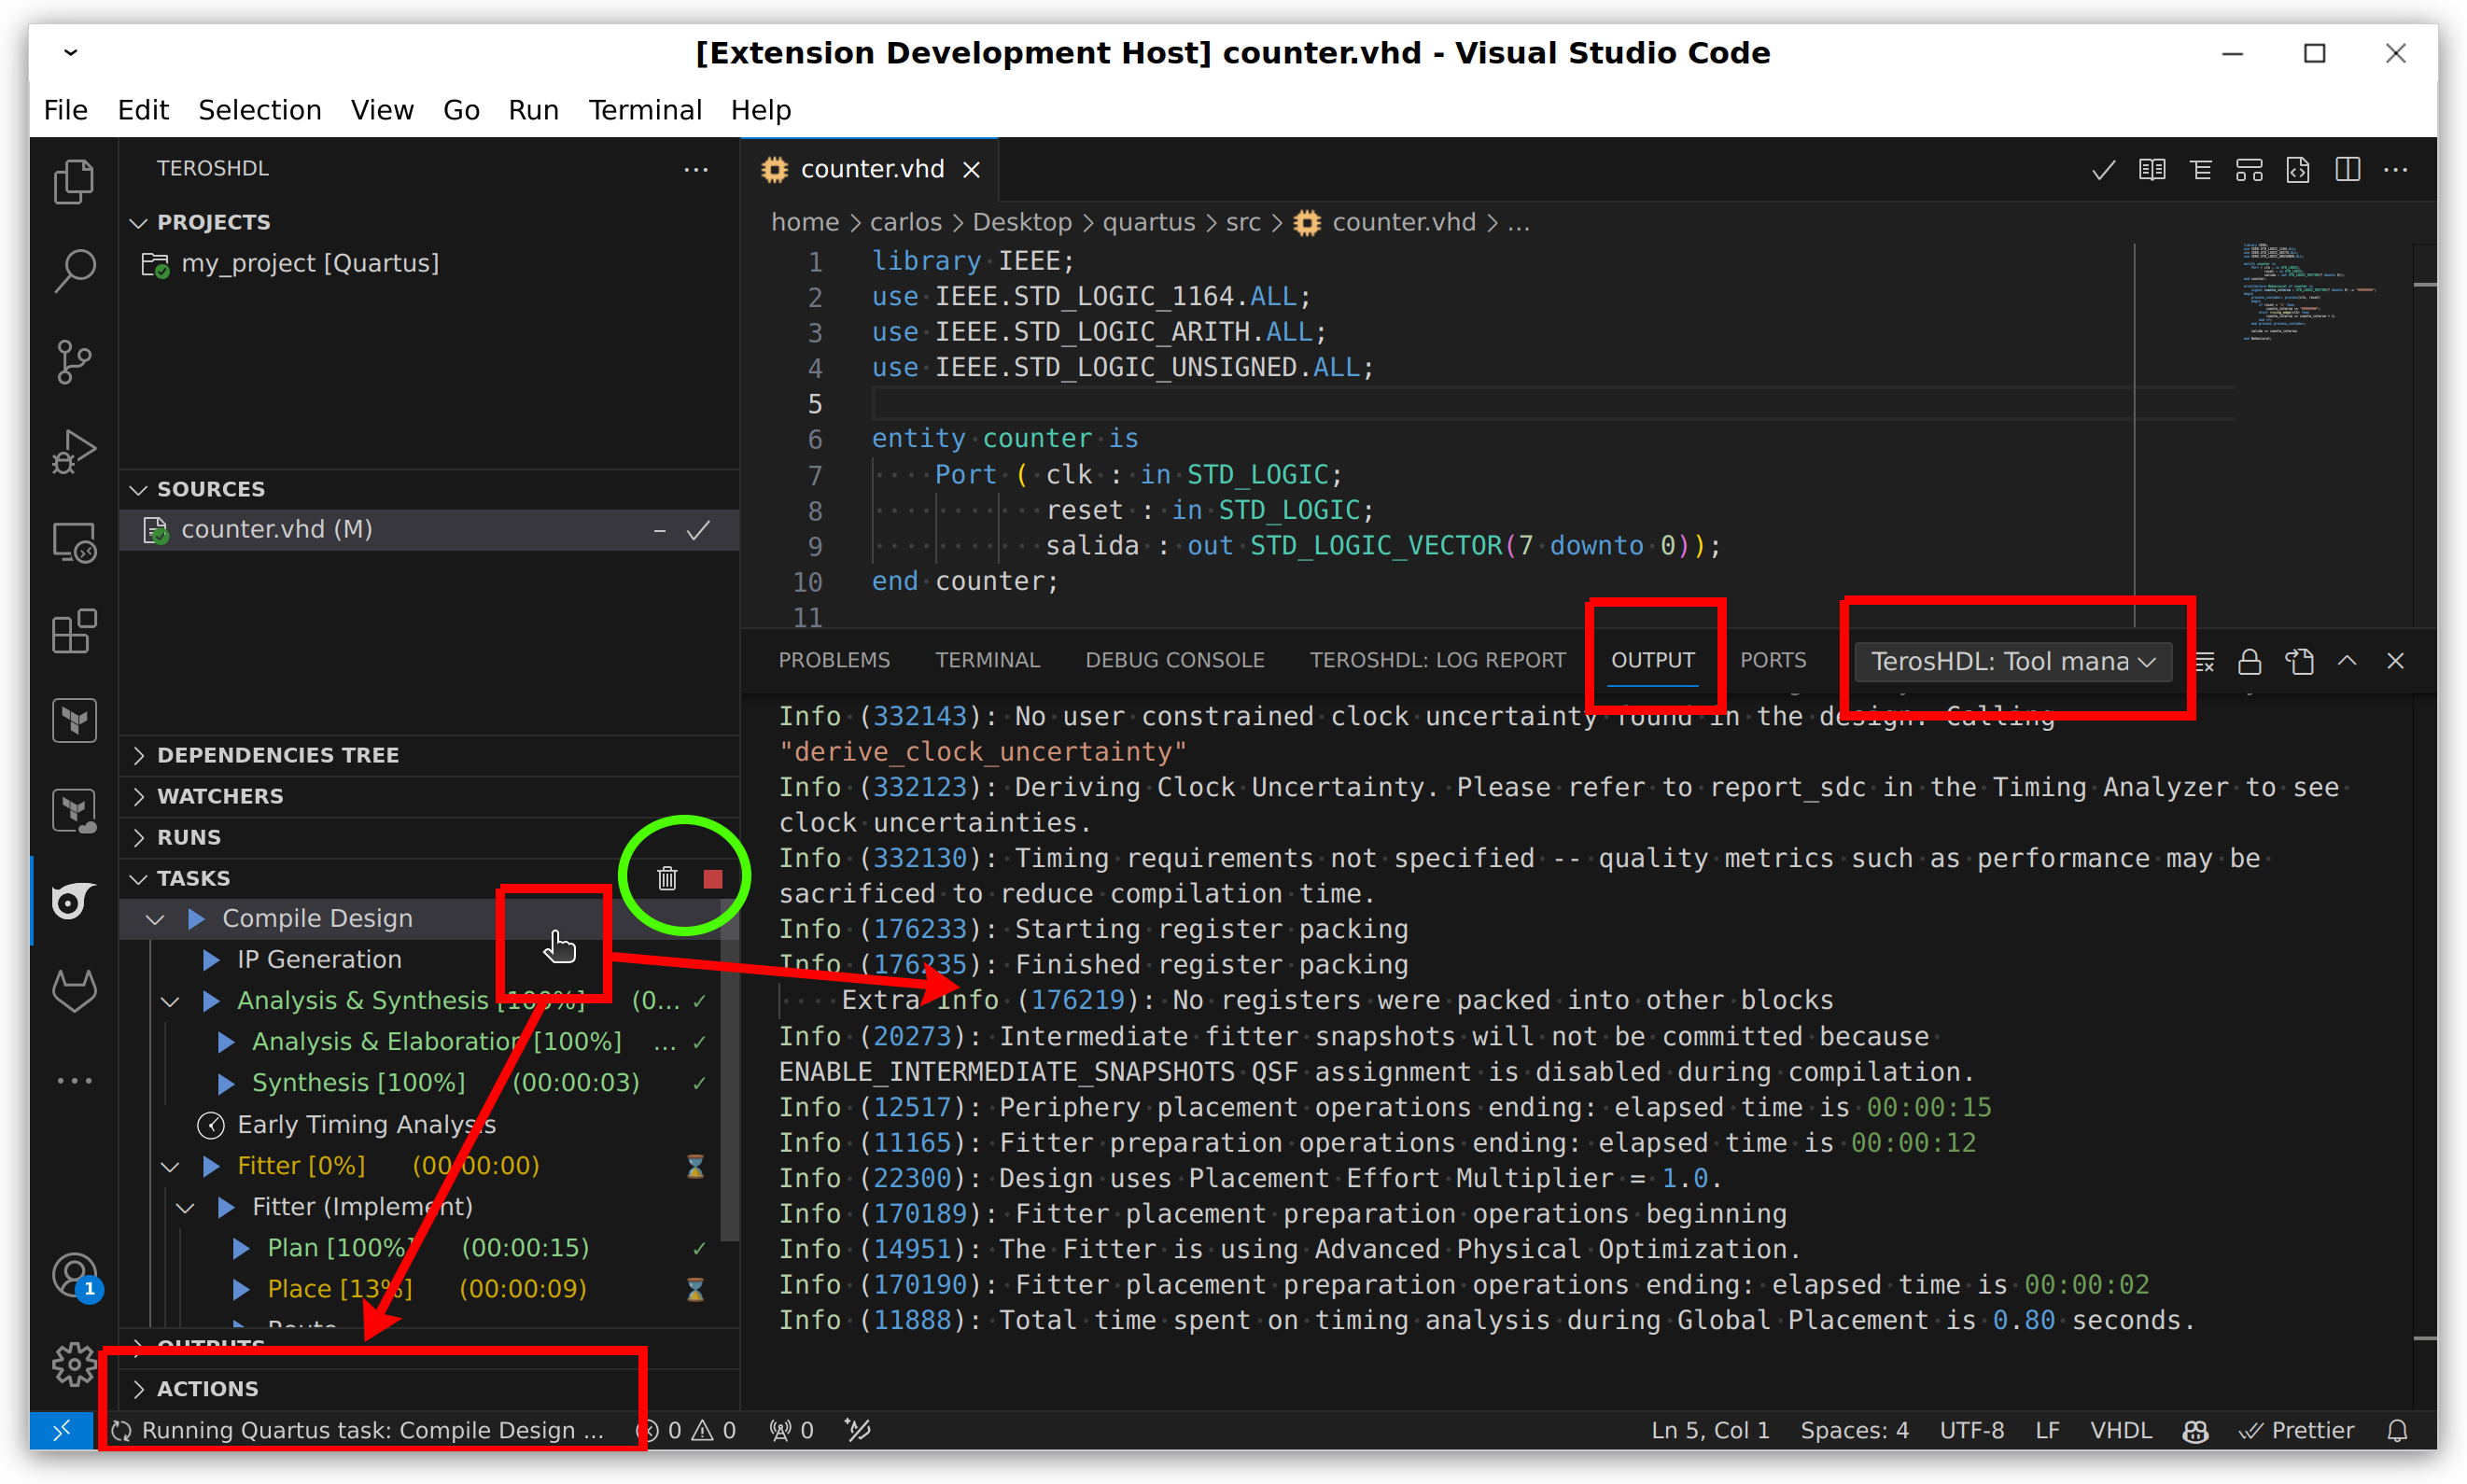 [Extension Development Host] counter.vhd - Visual Studio Code
File Edit Selection View Go Run Terminal Help
TEROSHDL
PROJECTS
my_project [Quartus]
SOURCES
counter.vhd (M)
DEPENDENCIES TREE
WATCHERS
RUNS
TASKS
Compile Design
IP Generation
Analysis & Synthesis [100%] (0...
Analysis & Elaboration [100%] ...
Synthesis [100%] (00:00:03)
Early Timing Analysis
Fitter [0%] (00:00:00)
Fitter (Implement)
Plan [100%] (00:00:15)
Place [13%] (00:00:09)
Route
OUTPUTS
ACTIONS
1
counter.vhd
home > carlos > Desktop > quartus > src > counter.vhd > ...
1 library IEEE;
2 use IEEE.STD_LOGIC_1164.ALL;
3 use IEEE.STD_LOGIC_ARITH.ALL;
4 use IEEE.STD_LOGIC_UNSIGNED.ALL;
5
6 entity counter is
7 Port ( clk : in STD_LOGIC;
8 reset : in STD_LOGIC;
9 salida : out STD_LOGIC_VECTOR(7 downto 0));
10 end counter;
11
PROBLEMS TERMINAL DEBUG CONSOLE TEROSHDL: LOG REPORT OUTPUT PORTS TerosHDL: Tool mana
Info (332143): No user constrained clock uncertainty found in the design. Calling
"derive_clock_uncertainty"
Info (332123): Deriving Clock Uncertainty. Please refer to report_sdc in the Timing Analyzer to see
clock uncertainties.
Info (332130): Timing requirements not specified -- quality metrics such as performance may be
sacrificed to reduce compilation time.
Info (176233): Starting register packing
Info (176235): Finished register packing
Extra Info (176219): No registers were packed into other blocks
Info (20273): Intermediate fitter snapshots will not be committed because
ENABLE_INTERMEDIATE_SNAPSHOTS QSF assignment is disabled during compilation.
Info (12517): Periphery placement operations ending: elapsed time is 00:00:15
Info (11165): Fitter preparation operations ending: elapsed time is 00:00:12
Info (22300): Design uses Placement Effort Multiplier = 1.0.
Info (170189): Fitter placement preparation operations beginning
Info (14951): The Fitter is using Advanced Physical Optimization.
Info (170190): Fitter placement preparation operations ending: elapsed time is 00:00:02
Info (11888): Total time spent on timing analysis during Global Placement is 0.80 seconds.
Running Quartus task: Compile Design ... 0 0 0 Ln 5, Col 1 Spaces: 4 UTF-8 LF VHDL Prettier